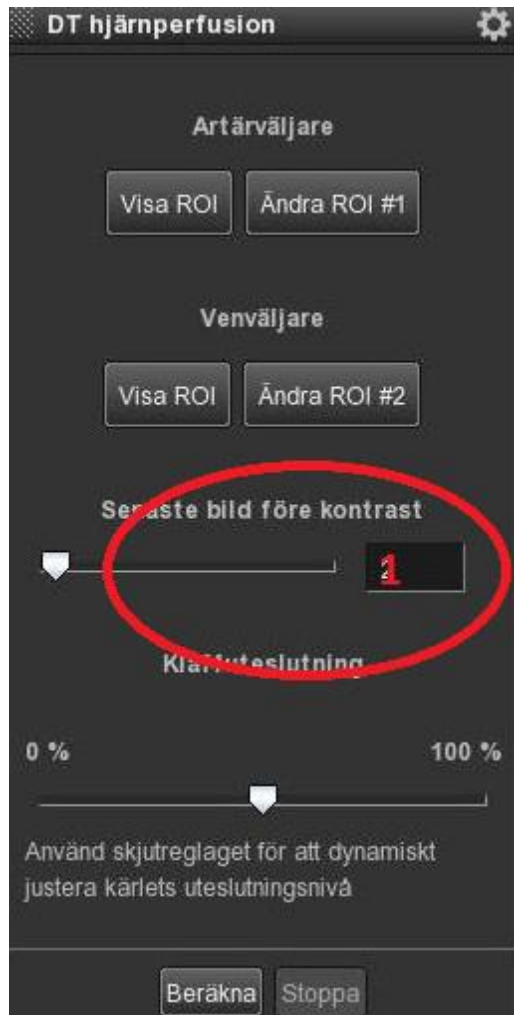 DT hjärnperfusion
Artärväljare
Visa ROI Ändra ROI #1
Venväljare
Visa ROI Ändra ROI #2
Senaste bild före kontrast
1
Klaffuteslutning
0 % 100 %
Använd skjutreglaget för att dynamiskt
justera kärlets uteslutningsnivå
Beräkna Stoppa